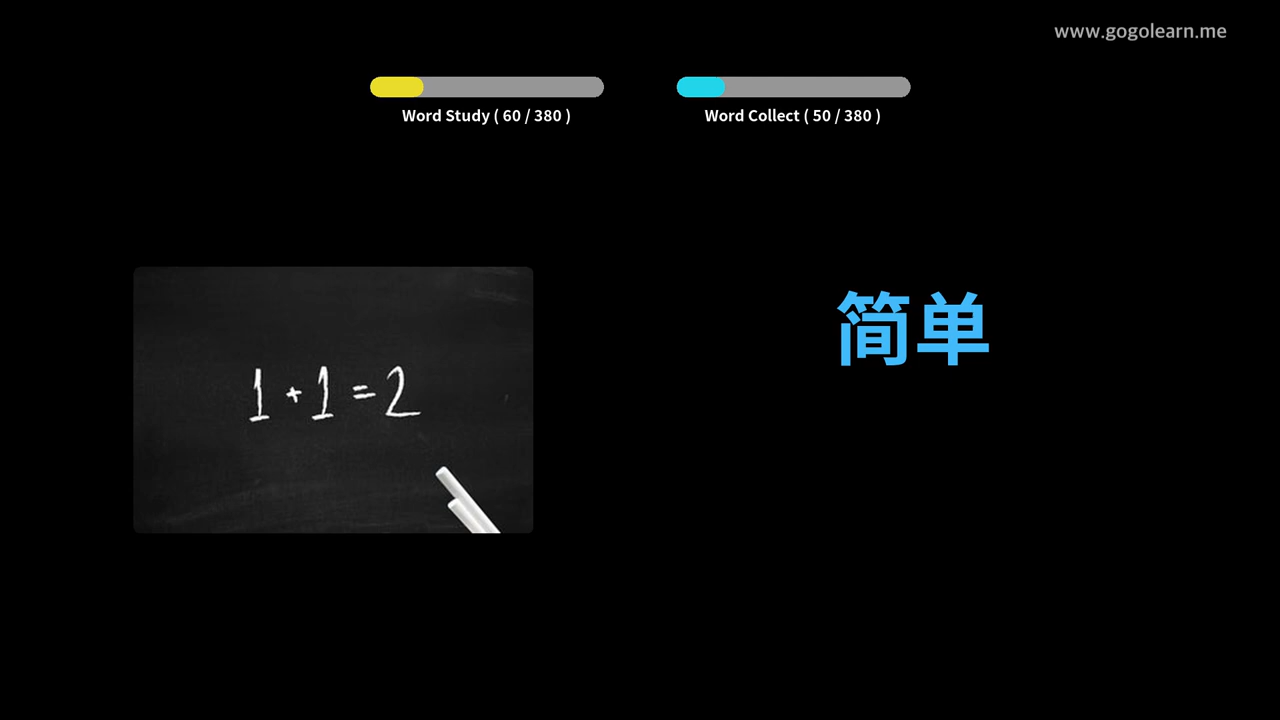 www.gogolearn.me
Word Study ( 60 / 380 )
Word Collect ( 50 / 380 )
简单
1 + 1 = 2